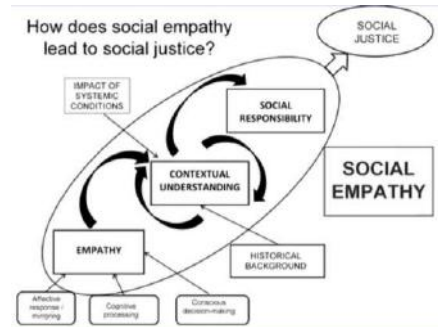 How does social empathy
lead to social justice?
SOCIAL
JUSTICE
IMPACT OF
SYSTEMIC
CONDITIONS
SOCIAL
RESPONSIBILITY
CONTEXTUAL
UNDERSTANDING
SOCIAL
EMPATHY
EMPATHY
HISTORICAL
BACKGROUND
Affective
response /
mirroring
Cognitive
processing
Conscious
decision-making